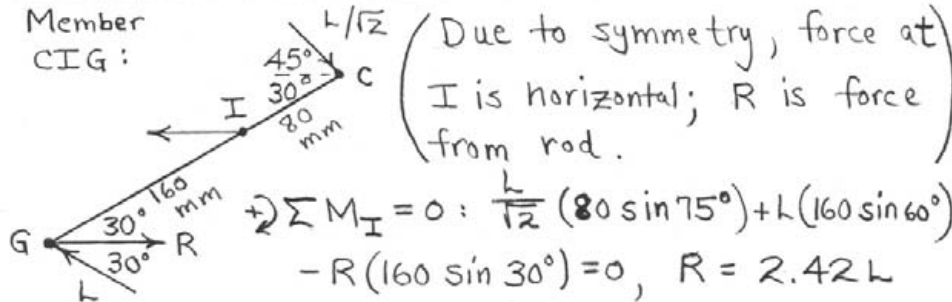 Member
CIG:
L/√2
45°
30°
C
I
80
mm
160
mm
G
30°
30°
R
L
(Due to symmetry, force at
I is horizontal; R is force
from rod.)
+⤵ ΣM_I = 0: L/√2 (80 sin 75°) + L(160 sin 60°)
- R(160 sin 30°) = 0, R = 2.42 L